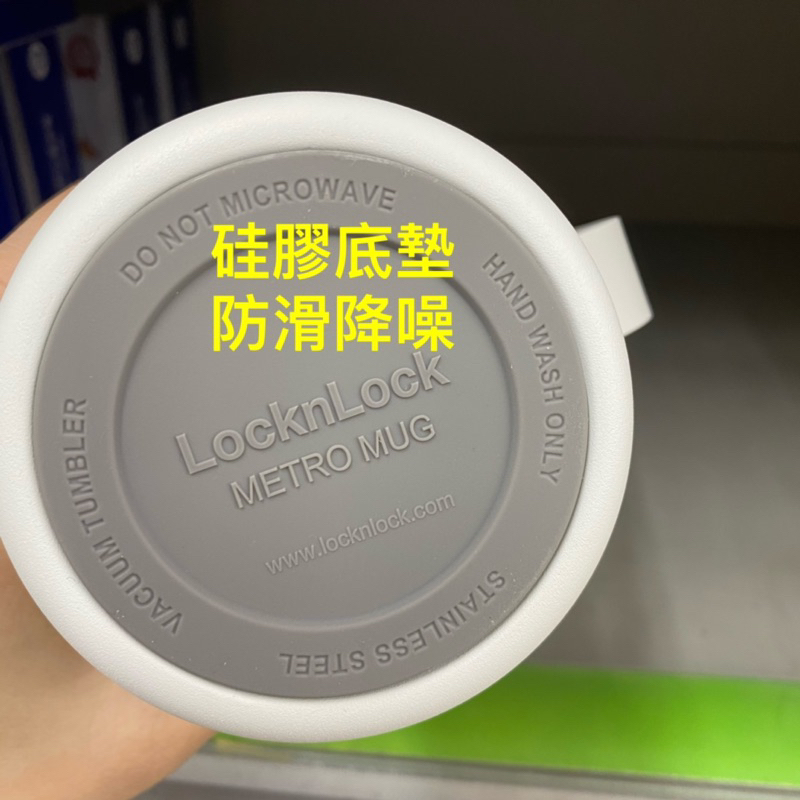 DO NOT MICROWAVE
硅膠底墊
防滑降噪
HAND WASH ONLY
LocknLock
METRO MUG
www.locknlock.com
VACUUM TUMBLER
STAINLESS STEEL